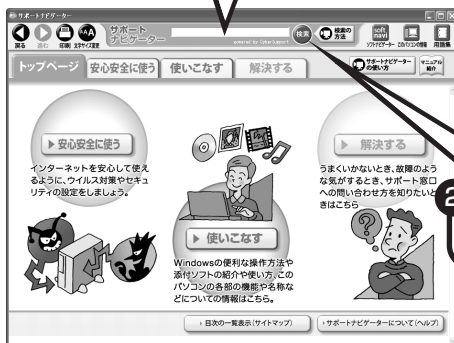 サポートナビゲーター
戻る 進む 印刷 文字サイズ変更
サポート
ナビゲーター
powered by CyberSupport
検索
検索の
方法
soft
navi
ソフトナビゲーター このパソコンの情報 用語集
トップページ 安心安全に使う 使いこなす 解決する
サポートナビゲーター
の使い方
マニュアル
紹介
安心安全に使う
インターネットを安心して使え
るように、ウイルス対策やセキュ
リティの設定をしましょう。
使いこなす
Windowsの便利な操作方法や
添付ソフトの紹介や使い方、この
パソコンの各部の機能や名称な
どについての情報はこちら。
解決する
うまくいかないとき、故障のよう
な気がするとき、サポート窓口
への問い合わせ方を知りたいと
きはこちら
2
目次の一覧表示(サイトマップ)
サポートナビゲーターについて(ヘルプ)